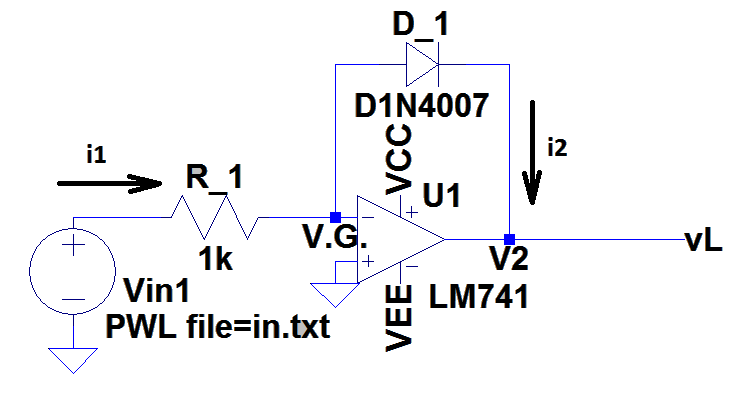 D_1
D1N4007
i1
i2
R_1
VCC
U1
V.G.
V2
vL
1k
Vin1
VEE
LM741
PWL file=in.txt